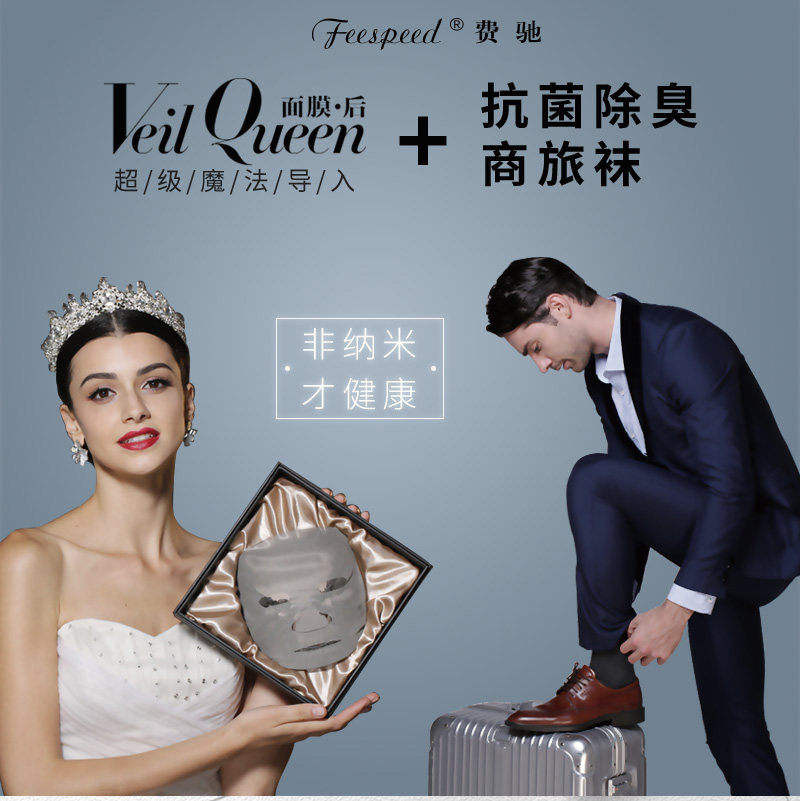 Feespeed® 费驰
Veil Queen 面膜·后
超/级/魔/法/导/入
+
抗菌除臭
商旅袜
非纳米
才健康